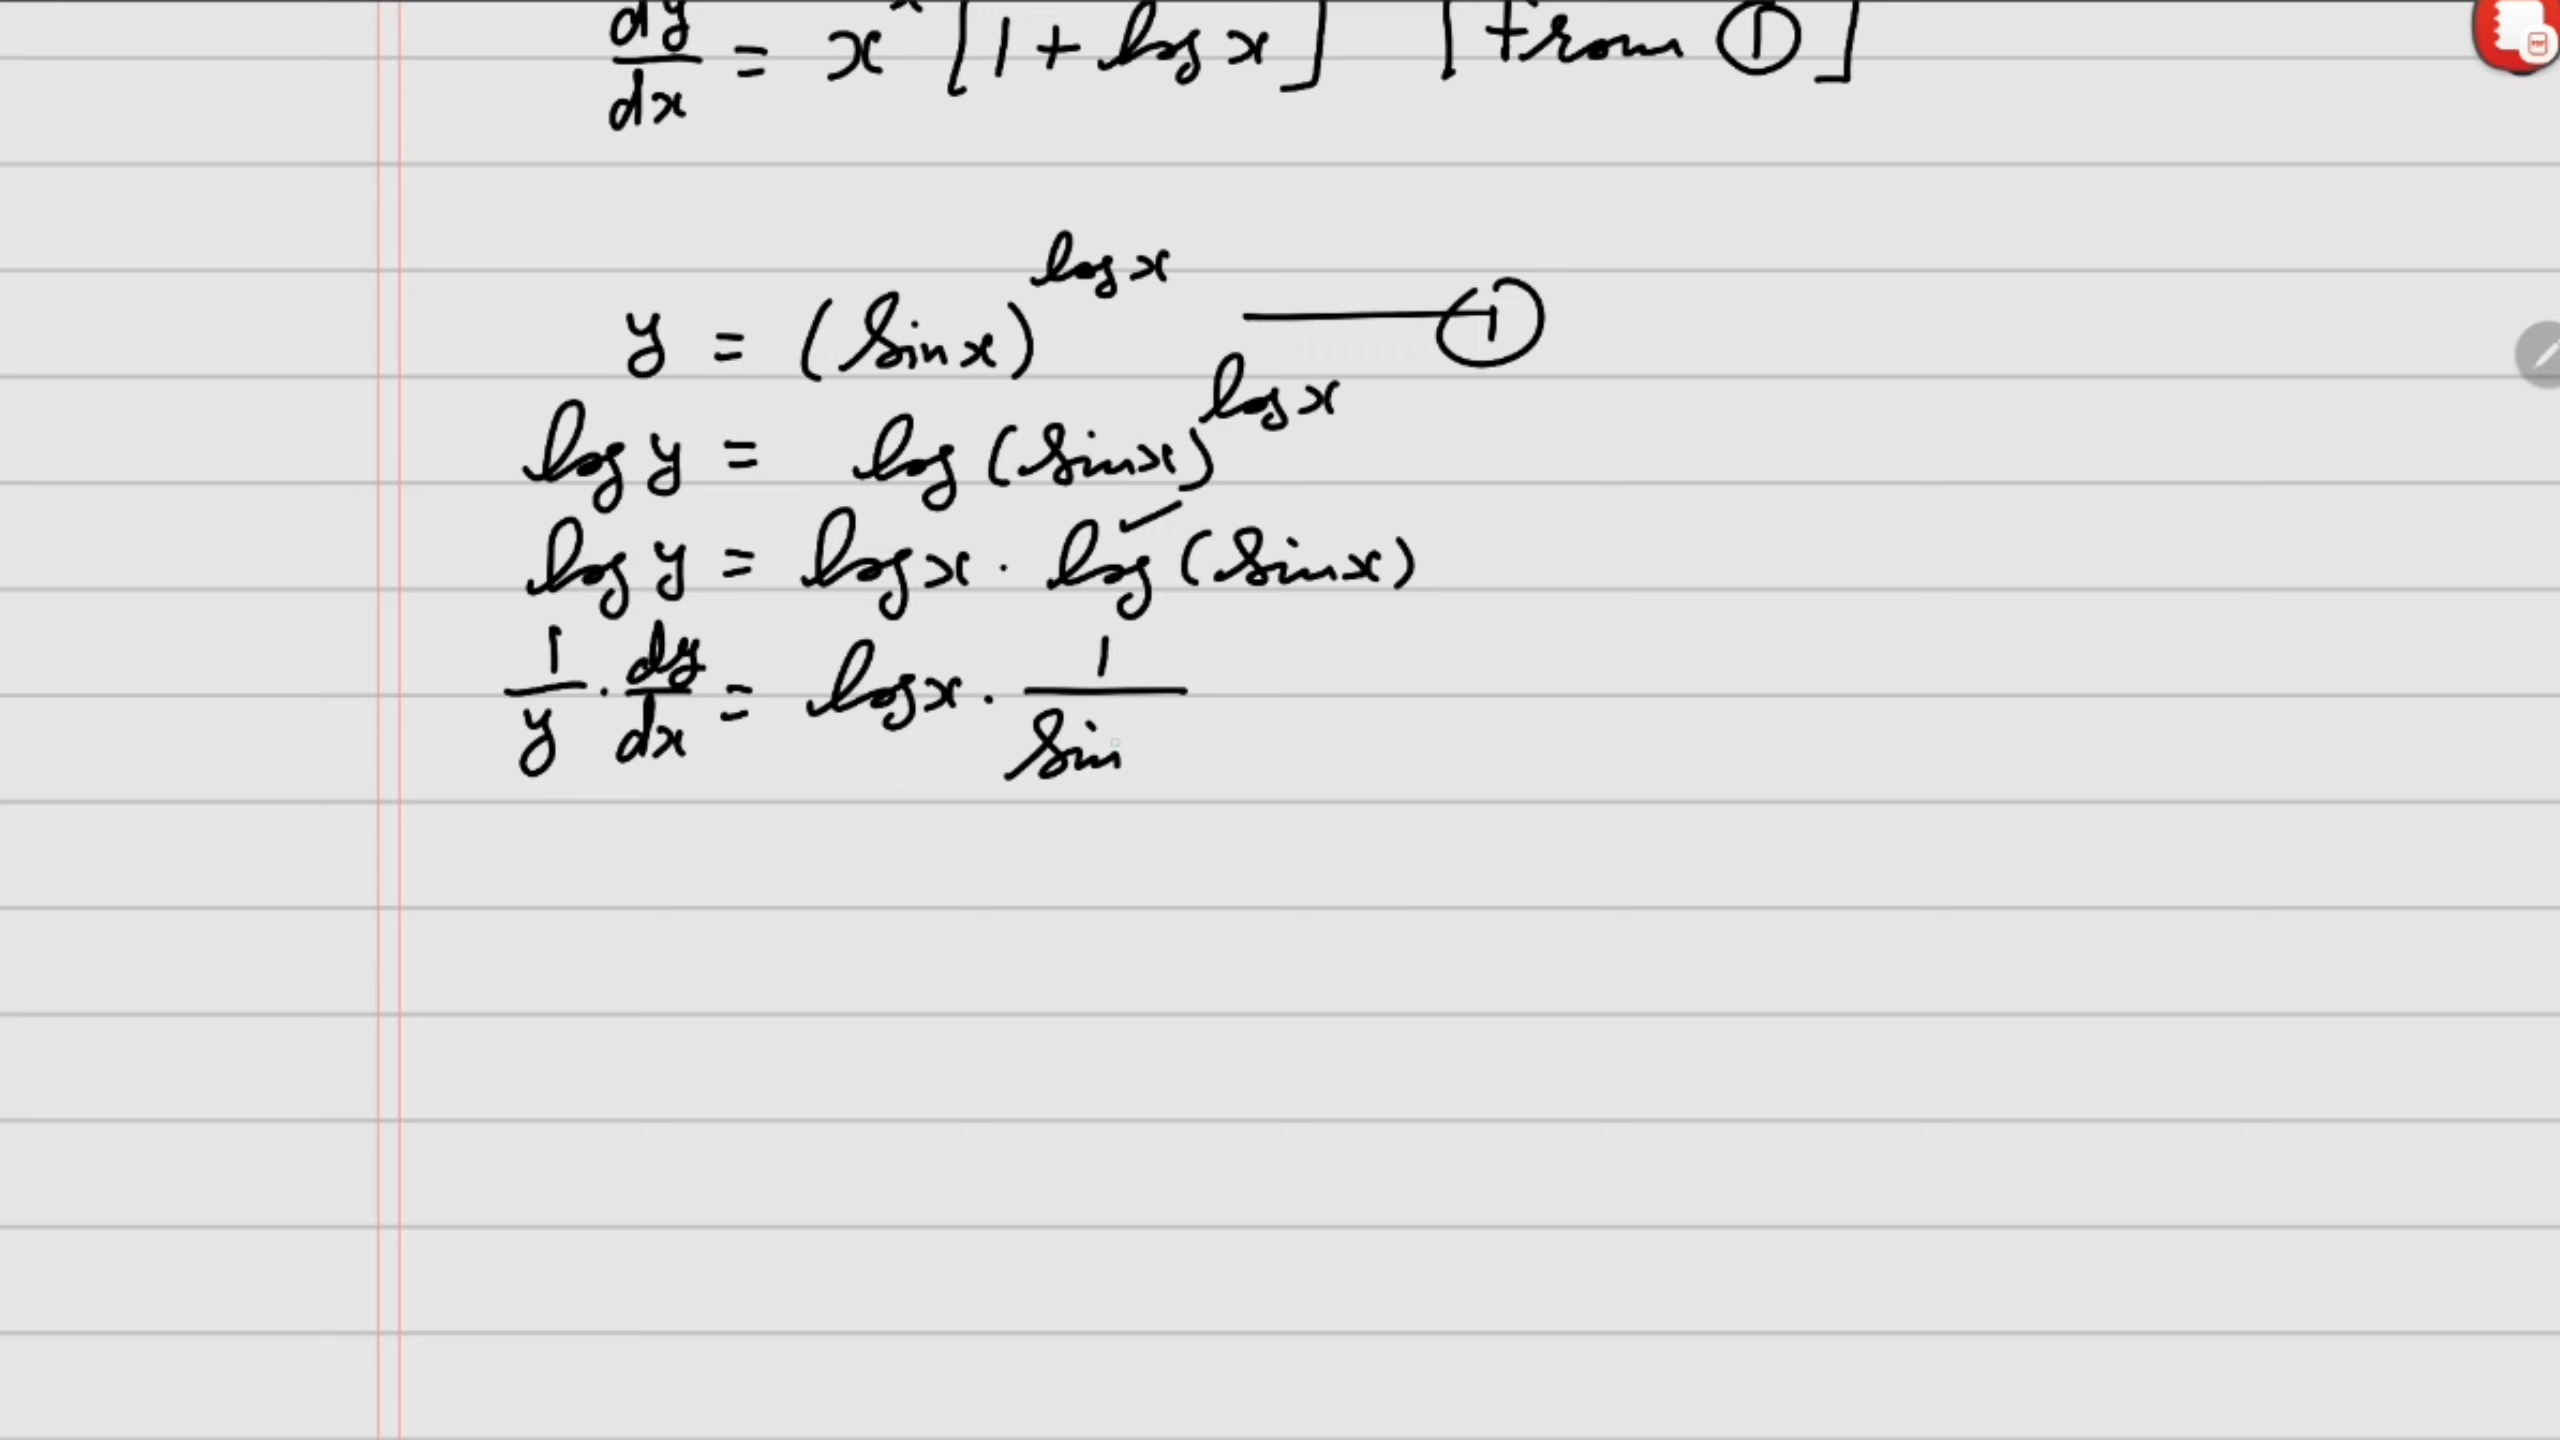 dy/dx = x^x [1 + log x] [from ①]
y = (sin x)^log x — ①
log y = log (sin x)^log x
log y = log x · log (sin x)
1/y · dy/dx = log x · 1/sin